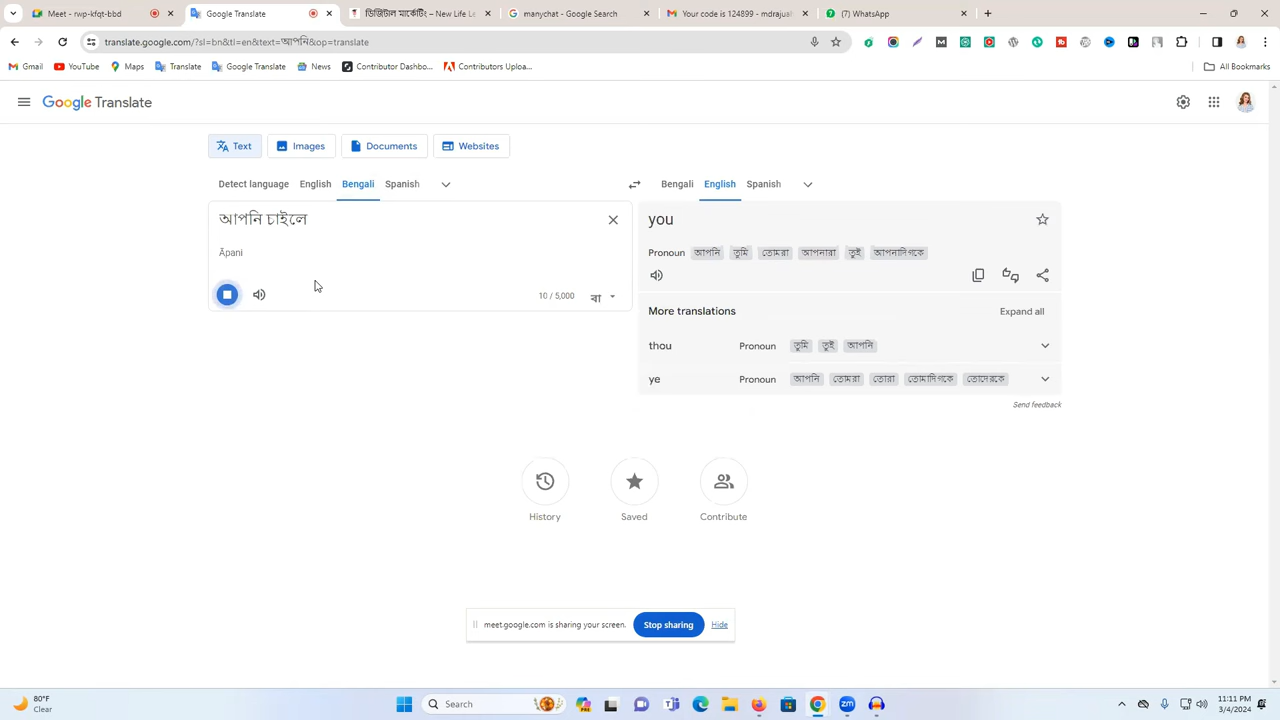 Meet - rwp-kfqt-bbd
Google Translate
ডিজিটাল মার্কেটিং – New Life Le
manychat - Google Search
Your code is 124899 - mdrajuat
(7) WhatsApp
translate.google.com/?sl=bn&tl=en&text=আপনি&op=translate
Gmail
YouTube
Maps
Translate
Google Translate
News
Contributor Dashbo...
Contributors Uploa...
All Bookmarks
Google Translate
Text
Images
Documents
Websites
Detect language English Bengali Spanish
Bengali English Spanish
আপনি চাইলে
Āpani
10 / 5,000
you
Pronoun আপনি তুমি তোমরা আপনারা তুই আপনাদিগকে
More translations Expand all
thou Pronoun তুমি তুই আপনি
ye Pronoun আপনি তোমরা তোরা তোমাদিগকে তোদেরকে
Send feedback
History
Saved
Contribute
meet.google.com is sharing your screen. Stop sharing Hide
80°F
Clear
Search
11:11 PM
3/4/2024